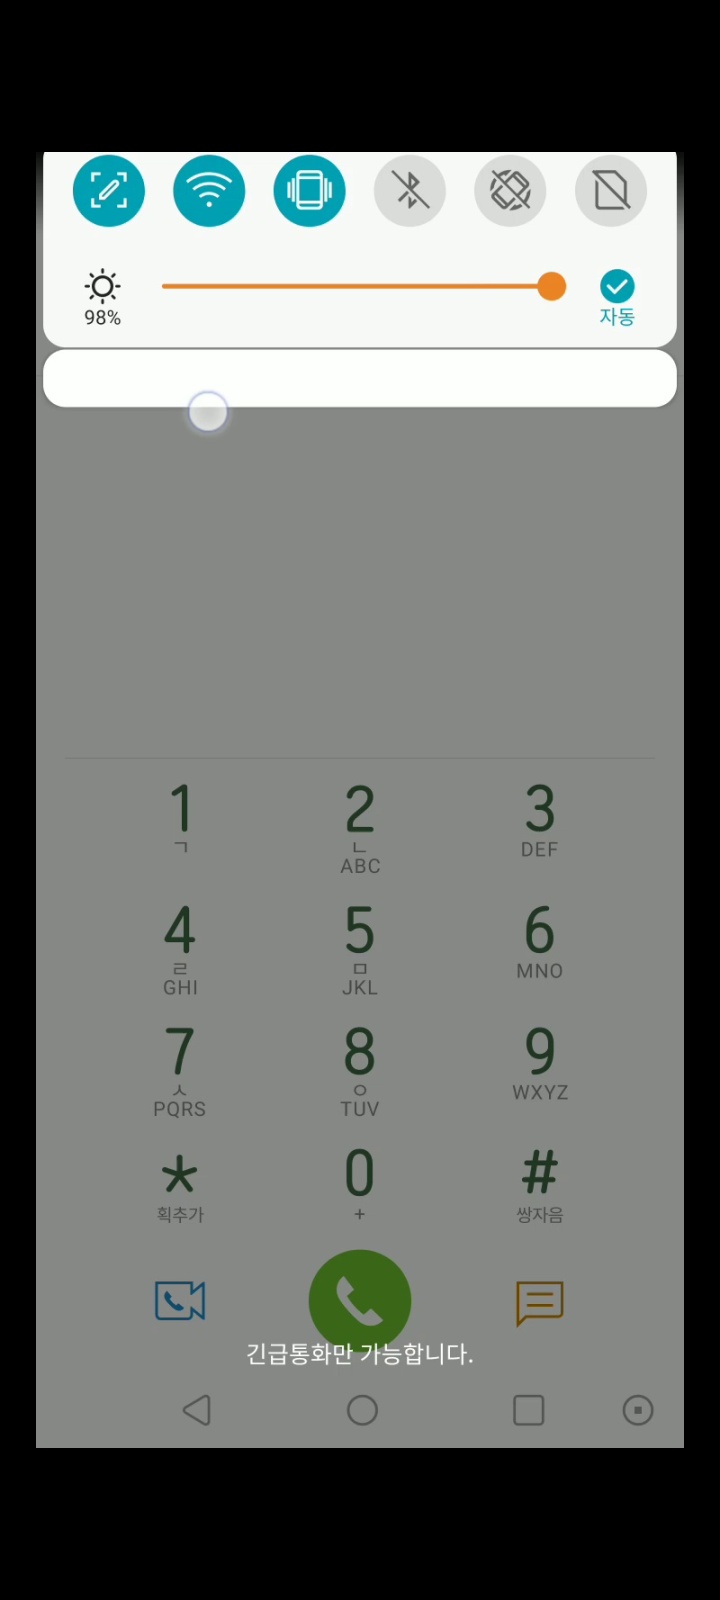 98%
자동
1 2 3
ㄱ ㄴ DEF
ABC
4 5 6
ㄹ ㅁ MNO
GHI JKL
7 8 9
ㅅ ㅇ WXYZ
PQRS TUV
* 0 #
획추가 + 쌍자음
긴급통화만 가능합니다.